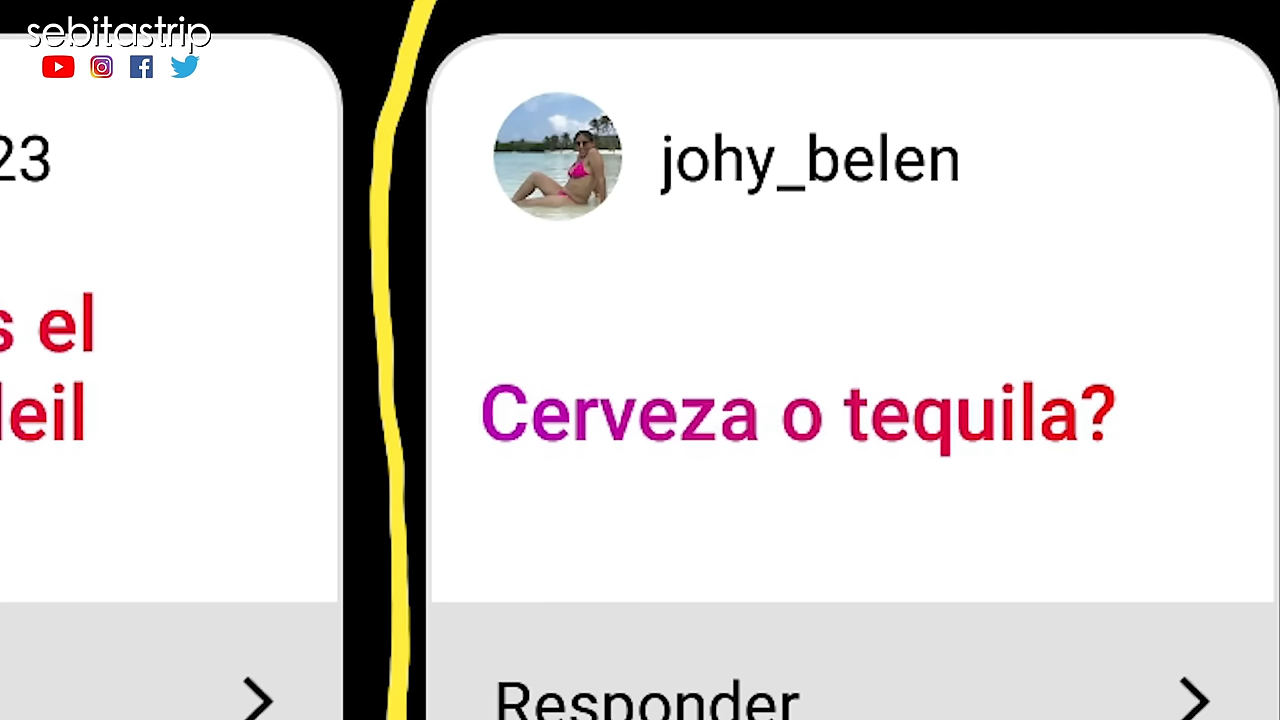 sebitastrip
23
s el
leil
johy_belen
Cerveza o tequila?
Responder